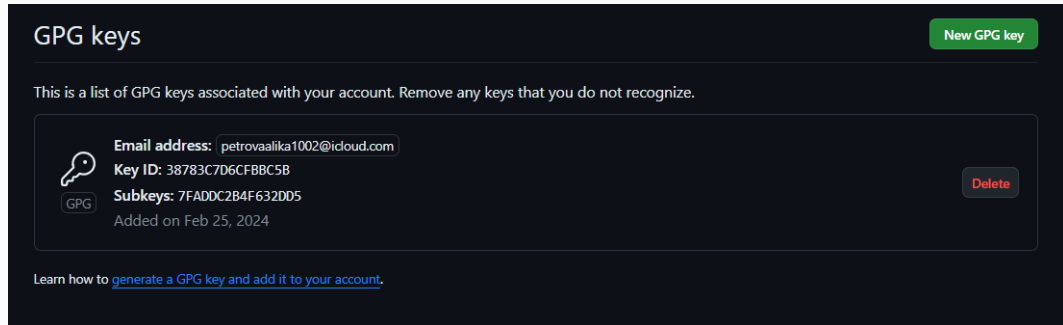 GPG keys
New GPG key
This is a list of GPG keys associated with your account. Remove any keys that you do not recognize.
Email address: petrovaalika1002@icloud.com
Key ID: 38783C7D6CFBBC5B
GPG
Subkeys: 7FADDC2B4F632DD5
Delete
Added on Feb 25, 2024
Learn how to generate a GPG key and add it to your account.